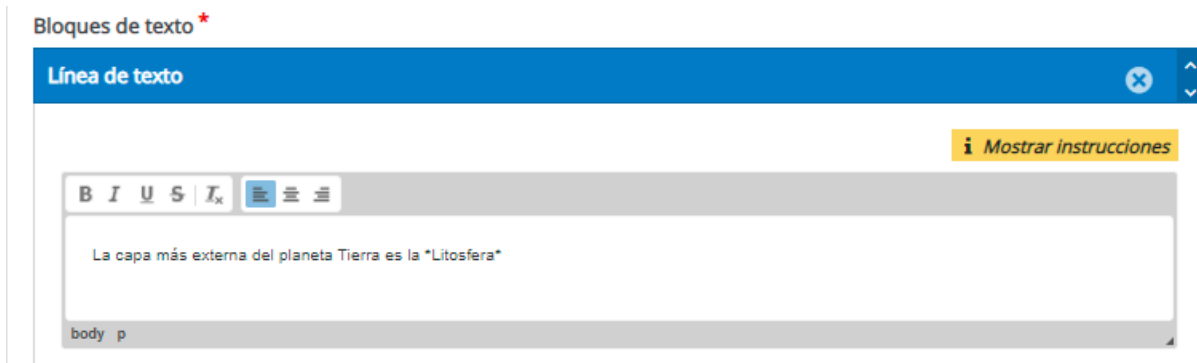 Bloques de texto *
Línea de texto
i Mostrar instrucciones
B I U S Tx
La capa más externa del planeta Tierra es la *Litosfera*
body p